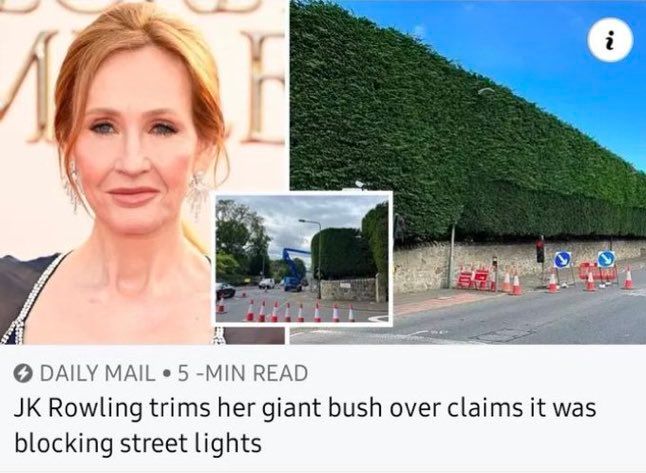 DAILY MAIL • 5 -MIN READ
JK Rowling trims her giant bush over claims it was
blocking street lights